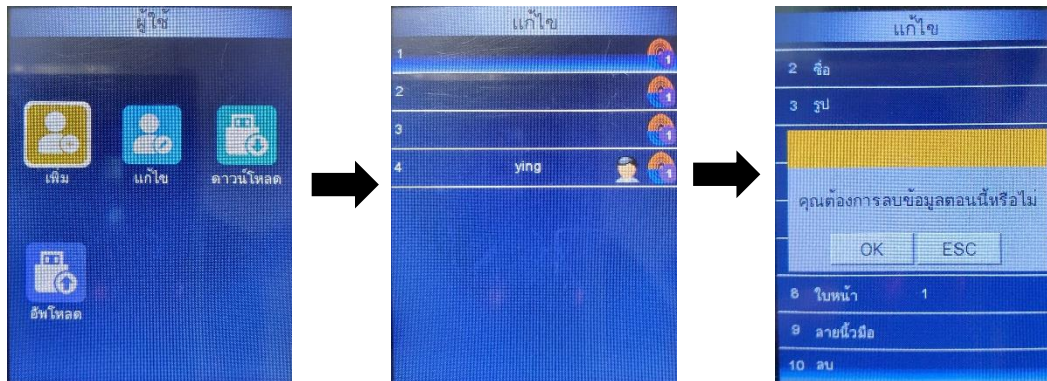 ผู้ใช้
เพิ่ม
แก้ไข
ดาวน์โหลด
อัพโหลด
แก้ไข
1
1
2
1
3
1
4 ying 1
แก้ไข
2 ชื่อ
3 รูป
คุณต้องการลบข้อมูลตอนนี้หรือไม่
OK ESC
8 ใบหน้า 1
9 ลายนิ้วมือ
10 ลบ